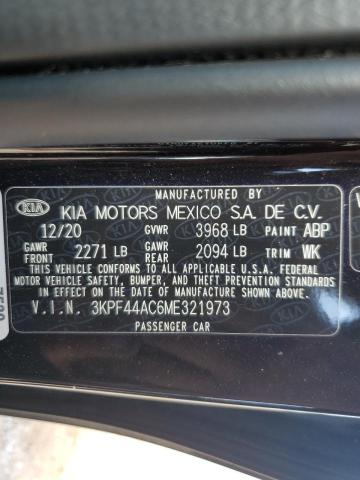 MANUFACTURED BY
KIA KIA MOTORS MEXICO S.A. DE C.V.
12/20 GVWR 3968 LB PAINT ABP
GAWR FRONT 2271 LB GAWR REAR 2094 LB TRIM WK
THIS VEHICLE CONFORMS TO ALL APPLICABLE U.S.A. FEDERAL
MOTOR VEHICLE SAFETY, BUMPER, AND THEFT PREVENTION
STANDARDS IN EFFECT ON THE DATE OF MANUFACTURE
SHOWN ABOVE.
V.I.N. 3KPF44AC6ME321973
PASSENGER CAR